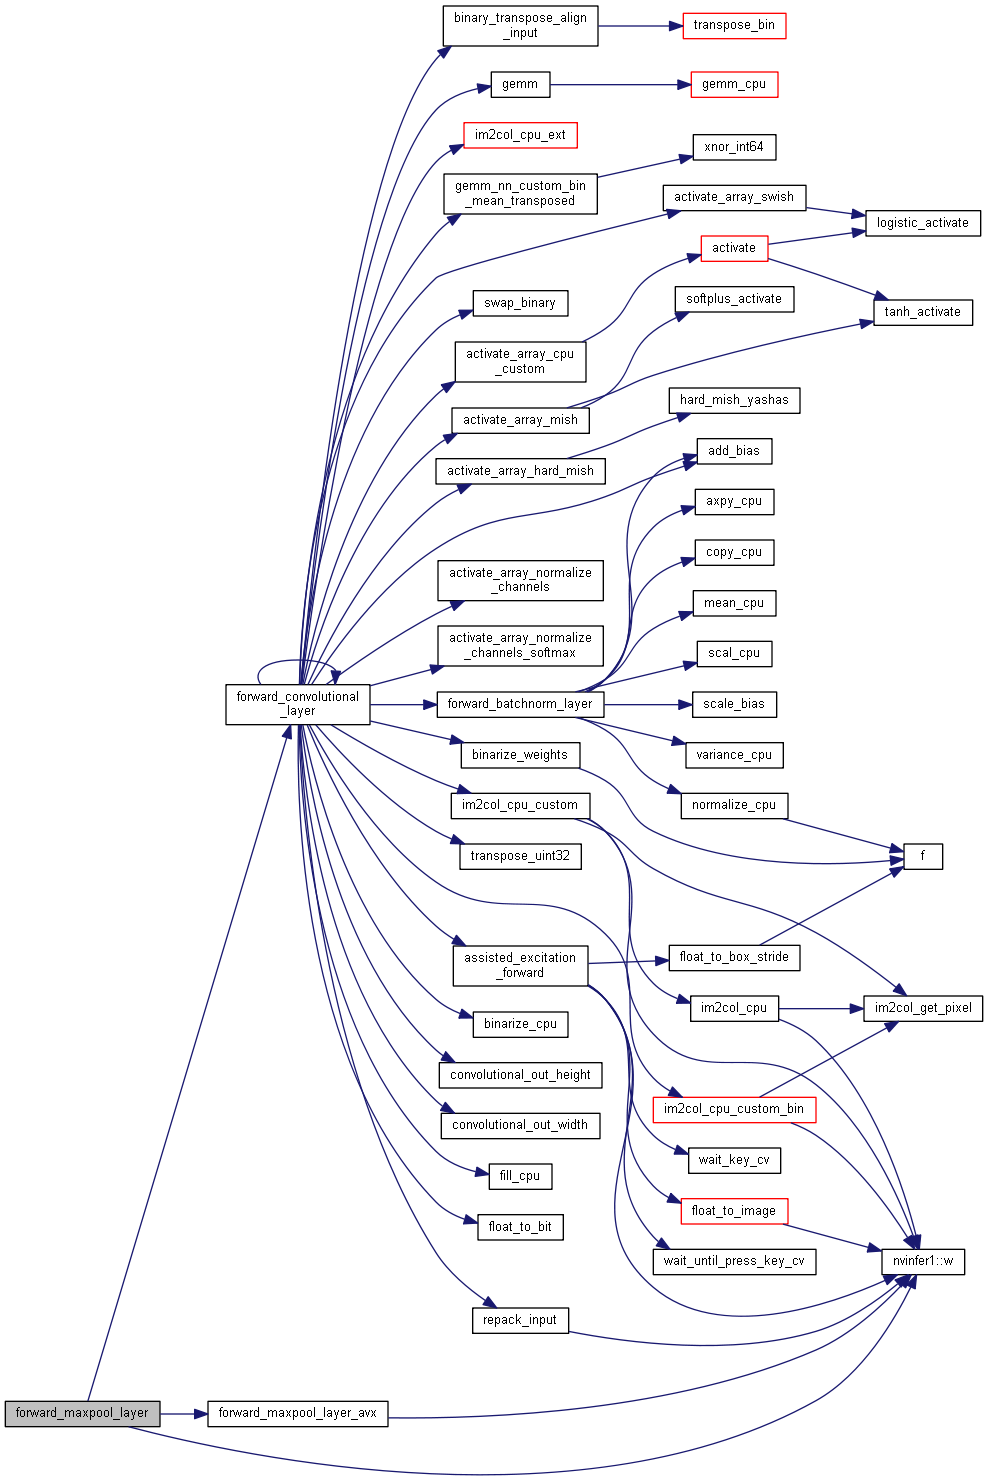 binary_transpose_align
_input
transpose_bin
gemm
gemm_cpu
im2col_cpu_ext
xnor_int64
gemm_nn_custom_bin
_mean_transposed
activate_array_swish
logistic_activate
activate
softplus_activate
swap_binary
tanh_activate
activate_array_cpu
_custom
hard_mish_yashas
activate_array_mish
add_bias
activate_array_hard_mish
axpy_cpu
copy_cpu
activate_array_normalize
_channels
mean_cpu
activate_array_normalize
_channels_softmax
scal_cpu
forward_convolutional
_layer
forward_batchnorm_layer
scale_bias
binarize_weights
variance_cpu
im2col_cpu_custom
normalize_cpu
transpose_uint32
f
assisted_excitation
_forward
float_to_box_stride
im2col_cpu
im2col_get_pixel
binarize_cpu
convolutional_out_height
im2col_cpu_custom_bin
convolutional_out_width
wait_key_cv
fill_cpu
float_to_image
float_to_bit
wait_until_press_key_cv
nvinfer1::w
repack_input
forward_maxpool_layer
forward_maxpool_layer_avx